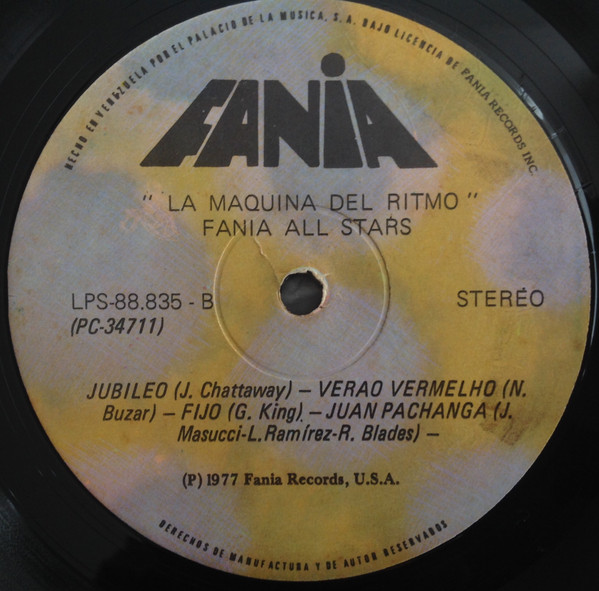 HECHO EN VENEZUELA POR EL PALACIO DE LA MUSICA, S. A. BAJO LICENCIA DE FANIA RECORDS INC.
FANIA
" LA MAQUINA DEL RITMO "
FANIA ALL STARS
LPS-88.835 - B
STEREO
(PC-34711)
JUBILEO (J. Chattaway) – VERAO VERMELHO (N.
Buzar) – FIJO (G. King) – JUAN PACHANGA (J.
Masucci-L.Ramírez-R. Blades) –
(P) 1977 Fania Records, U.S.A.
DERECHOS DE MANUFACTURA Y DE AUTOR RESERVADOS